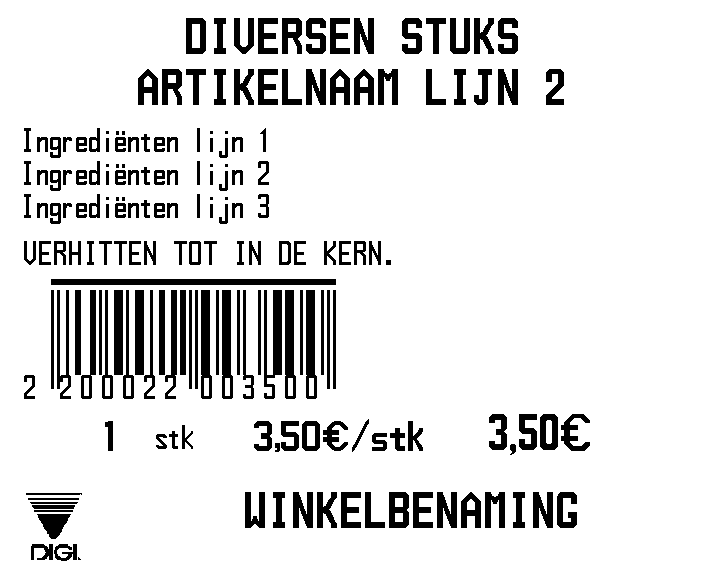 DIVERSEN STUKS
ARTIKELNAAM LIJN 2
Ingrediënten lijn 1
Ingrediënten lijn 2
Ingrediënten lijn 3
VERHITTEN TOT IN DE KERN.
2 200022 003500
1 stk 3,50€/stk 3,50€
WINKELBENAMING
DIGI.